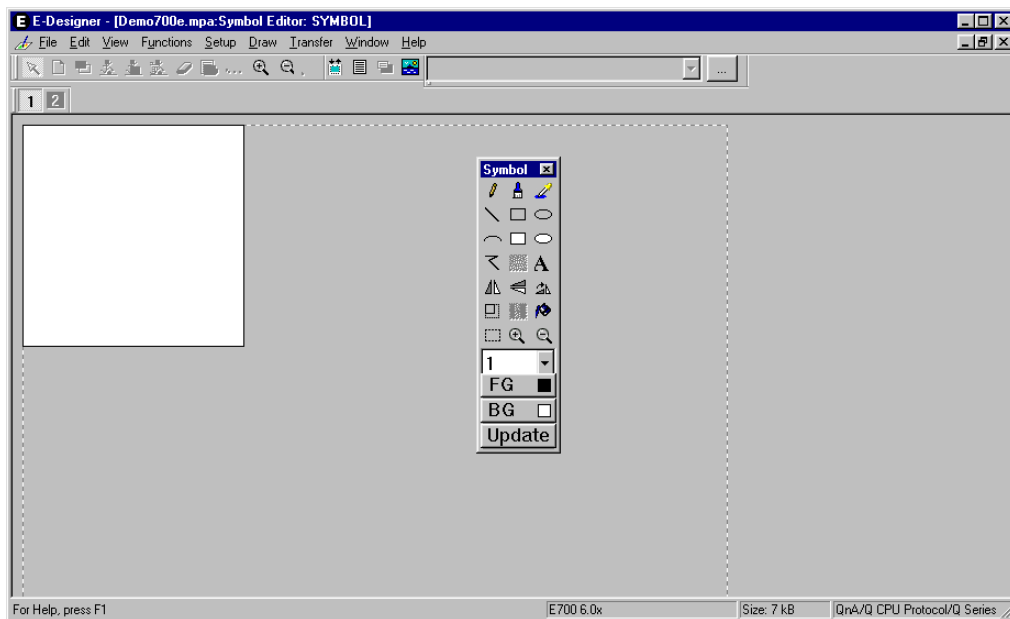 E E-Designer - [Demo700e.mpa:Symbol Editor: SYMBOL]
File Edit View Functions Setup Draw Transfer Window Help
...
1 2
Symbol
A
1
FG
BG
Update
For Help, press F1 E700 6.0x Size: 7 kB QnA/Q CPU Protocol/Q Series